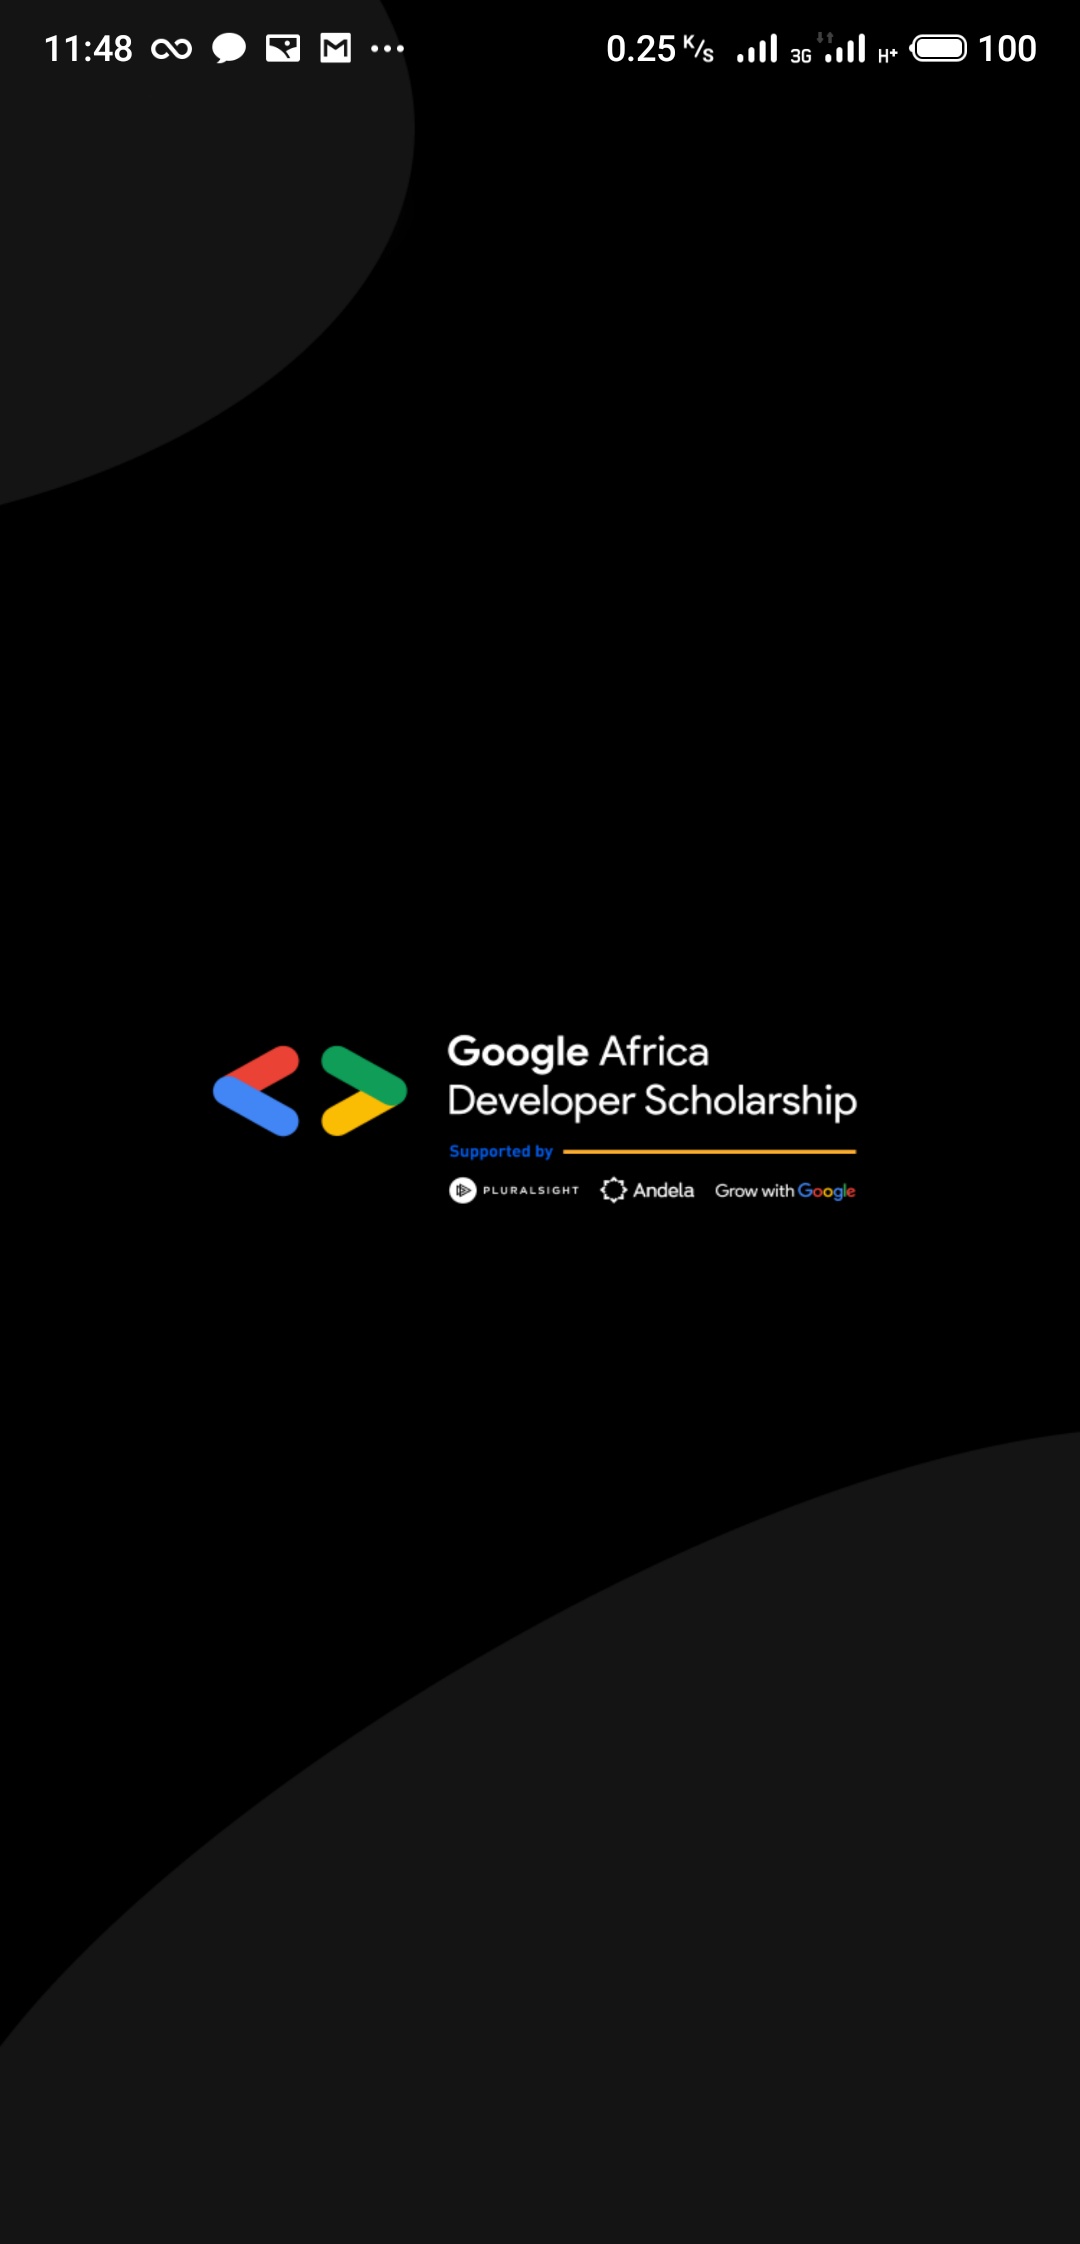 11:48 0.25 K/s 3G H+ 100
Google Africa
Developer Scholarship
Supported by
PLURALSIGHT Andela Grow with Google